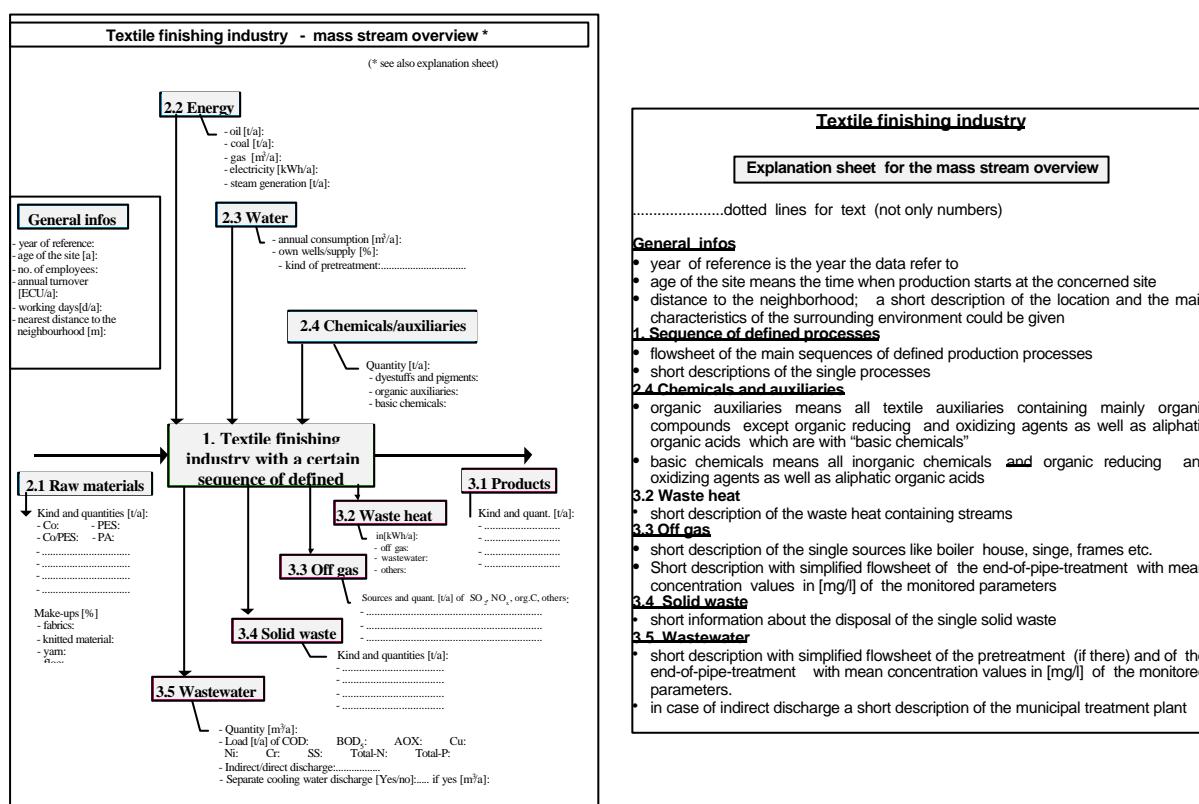 Textile finishing industry - mass stream overview *
(* see also explanation sheet)
2.2 Energy
- oil [t/a]:
- coal [t/a]:
- gas [m³/a]:
- electricity [kWh/a]:
- steam generation [t/a]:
General infos
- year of reference:
- age of the site [a]:
- no. of employees:
- annual turnover
[ECU/a]:
- working days[d/a]:
- nearest distance to the
neighbourhood [m]:
2.3 Water
- annual consumption [m³/a]:
- own wells/supply [%]:
- kind of pretreatment:..............................
2.4 Chemicals/auxiliaries
Quantity [t/a]:
- dyestuffs and pigments:
- organic auxiliaries:
- basic chemicals:
1. Textile finishing
industry with a certain
sequence of defined
2.1 Raw materials
Kind and quantities [t/a]:
- Co: - PES:
- Co/PES: - PA:
- ...............................
- ...............................
- ...............................
Make-ups [%]
- fabrics:
- knitted material:
- yarn:
3.1 Products
Kind and quant. [t/a]:
- ...........................
- ...........................
- ...........................
- ...........................
3.2 Waste heat
in[kWh/a]:
- off gas:
- wastewater:
- others:
3.3 Off gas
Sources and quant. [t/a] of SO₂, NOₓ, org.C, others:
- ..............................................................
- ..............................................................
- ..............................................................
3.4 Solid waste
Kind and quantities [t/a]:
- ....................................
- ....................................
- ....................................
- ....................................
3.5 Wastewater
- Quantity [m³/a]:
- Load [t/a] of COD: BOD₅: AOX: Cu:
Ni: Cr: SS: Total-N: Total-P:
- Indirect/direct discharge:................
- Separate cooling water discharge [Yes/no]:..... if yes [m³/a]:
Textile finishing industry
Explanation sheet for the mass stream overview
......................dotted lines for text (not only numbers)
General infos
• year of reference is the year the data refer to
• age of the site means the time when production starts at the concerned site
• distance to the neighborhood; a short description of the location and the mai
characteristics of the surrounding environment could be given
1. Sequence of defined processes
• flowsheet of the main sequences of defined production processes
• short descriptions of the single processes
2.4 Chemicals and auxiliaries
• organic auxiliaries means all textile auxiliaries containing mainly organi
compounds except organic reducing and oxidizing agents as well as aliphati
organic acids which are with “basic chemicals”
• basic chemicals means all inorganic chemicals and organic reducing an
oxidizing agents as well as aliphatic organic acids
3.2 Waste heat
• short description of the waste heat containing streams
3.3 Off gas
• short description of the single sources like boiler house, singe, frames etc.
• Short description with simplified flowsheet of the end-of-pipe-treatment with mean
concentration values in [mg/l] of the monitored parameters
3.4 Solid waste
• short information about the disposal of the single solid waste
3.5 Wastewater
• short description with simplified flowsheet of the pretreatment (if there) and of the
end-of-pipe-treatment with mean concentration values in [mg/l] of the monitored
parameters.
• in case of indirect discharge a short description of the municipal treatment plant